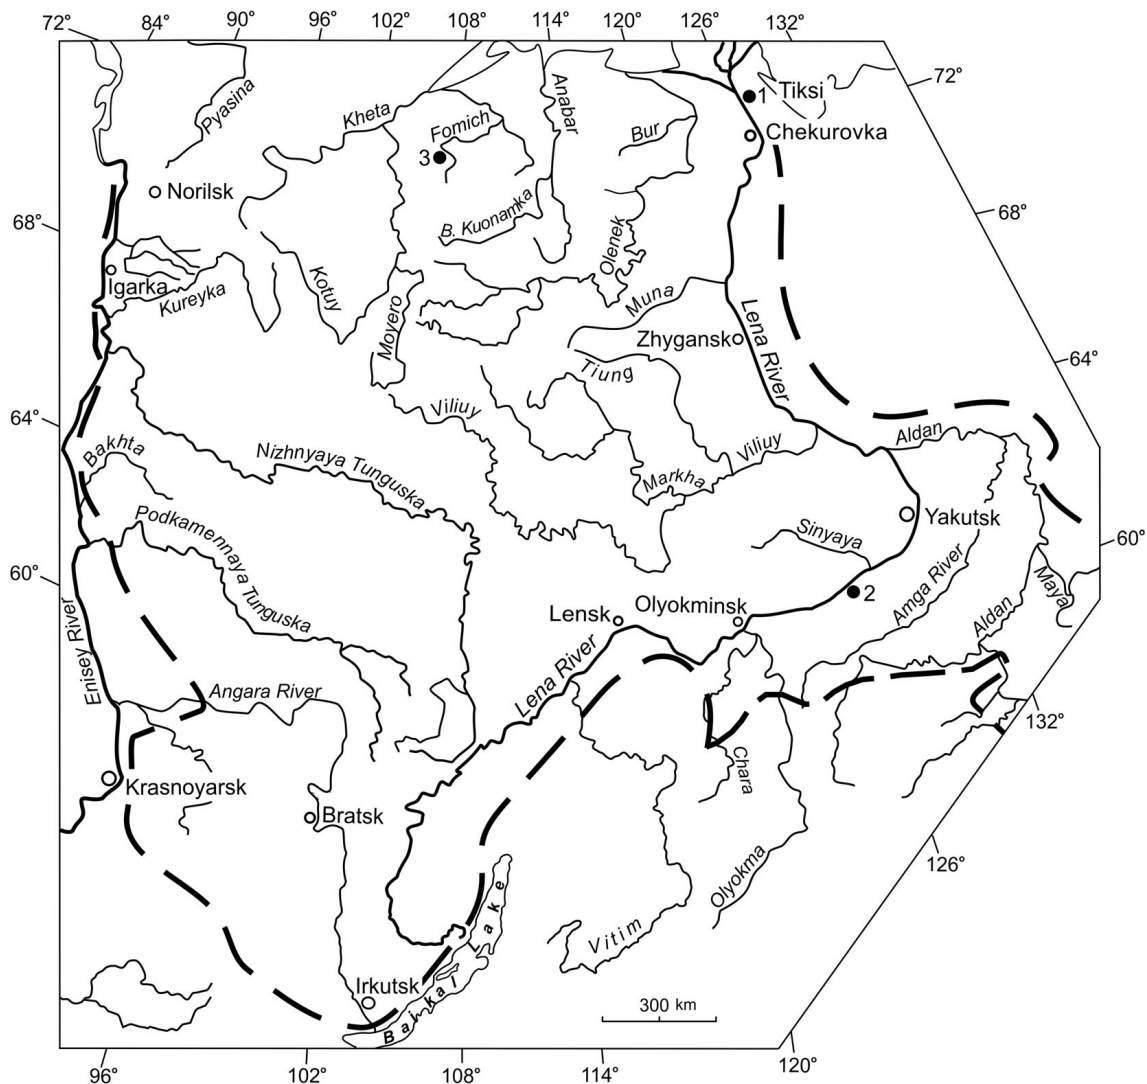 72°
84°
90°
96°
102°
108°
114°
120°
126°
132°
72°
Pyasina
Kheta
Fomich
Anabar
Bur
1
Tiksi
Chekurovka
3
Norilsk
B. Kuonamka
68°
68°
Olenek
Igarka
Kureyka
Kotuy
Moyero
Muna
Zhygansk
Lena River
64°
Tiung
64°
Viliuy
Bakhta
Nizhnyaya Tunguska
Viliuy
Aldan
Markha
Podkamennaya Tunguska
Sinyaya
Yakutsk
60°
60°
2
Amga River
Maya
Enisey River
Lensk
Olyokminsk
Aldan
Lena River
Angara River
132°
Krasnoyarsk
Chara
Bratsk
126°
Olyokma
Vitim
Irkutsk
Baikal Lake
300 km
96°
102°
108°
114°
120°